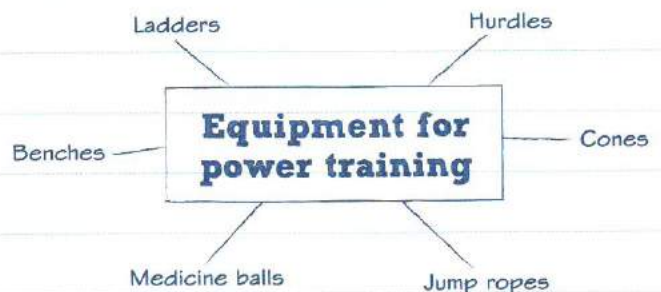 Ladders
Hurdles
Equipment for
power training
Benches
Cones
Medicine balls
Jump ropes